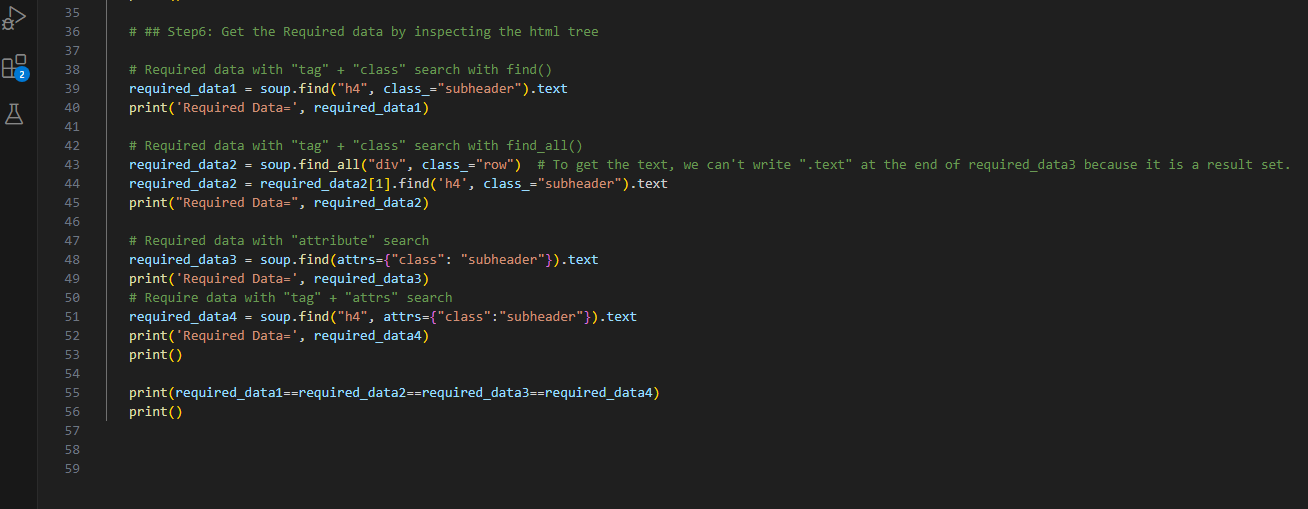 35
36 # ## Step6: Get the Required data by inspecting the html tree
37
38 # Required data with "tag" + "class" search with find()
39 required_data1 = soup.find("h4", class_="subheader").text
40 print('Required Data=', required_data1)
41
42 # Required data with "tag" + "class" search with find_all()
43 required_data2 = soup.find_all("div", class_="row")  # To get the text, we can't write ".text" at the end of required_data3 because it is a result set.
44 required_data2 = required_data2[1].find('h4', class_="subheader").text
45 print("Required Data=", required_data2)
46
47 # Required data with "attribute" search
48 required_data3 = soup.find(attrs={"class": "subheader"}).text
49 print('Required Data=', required_data3)
50 # Require data with "tag" + "attrs" search
51 required_data4 = soup.find("h4", attrs={"class":"subheader"}).text
52 print('Required Data=', required_data4)
53 print()
54
55 print(required_data1==required_data2==required_data3==required_data4)
56 print()
57
58
59
2